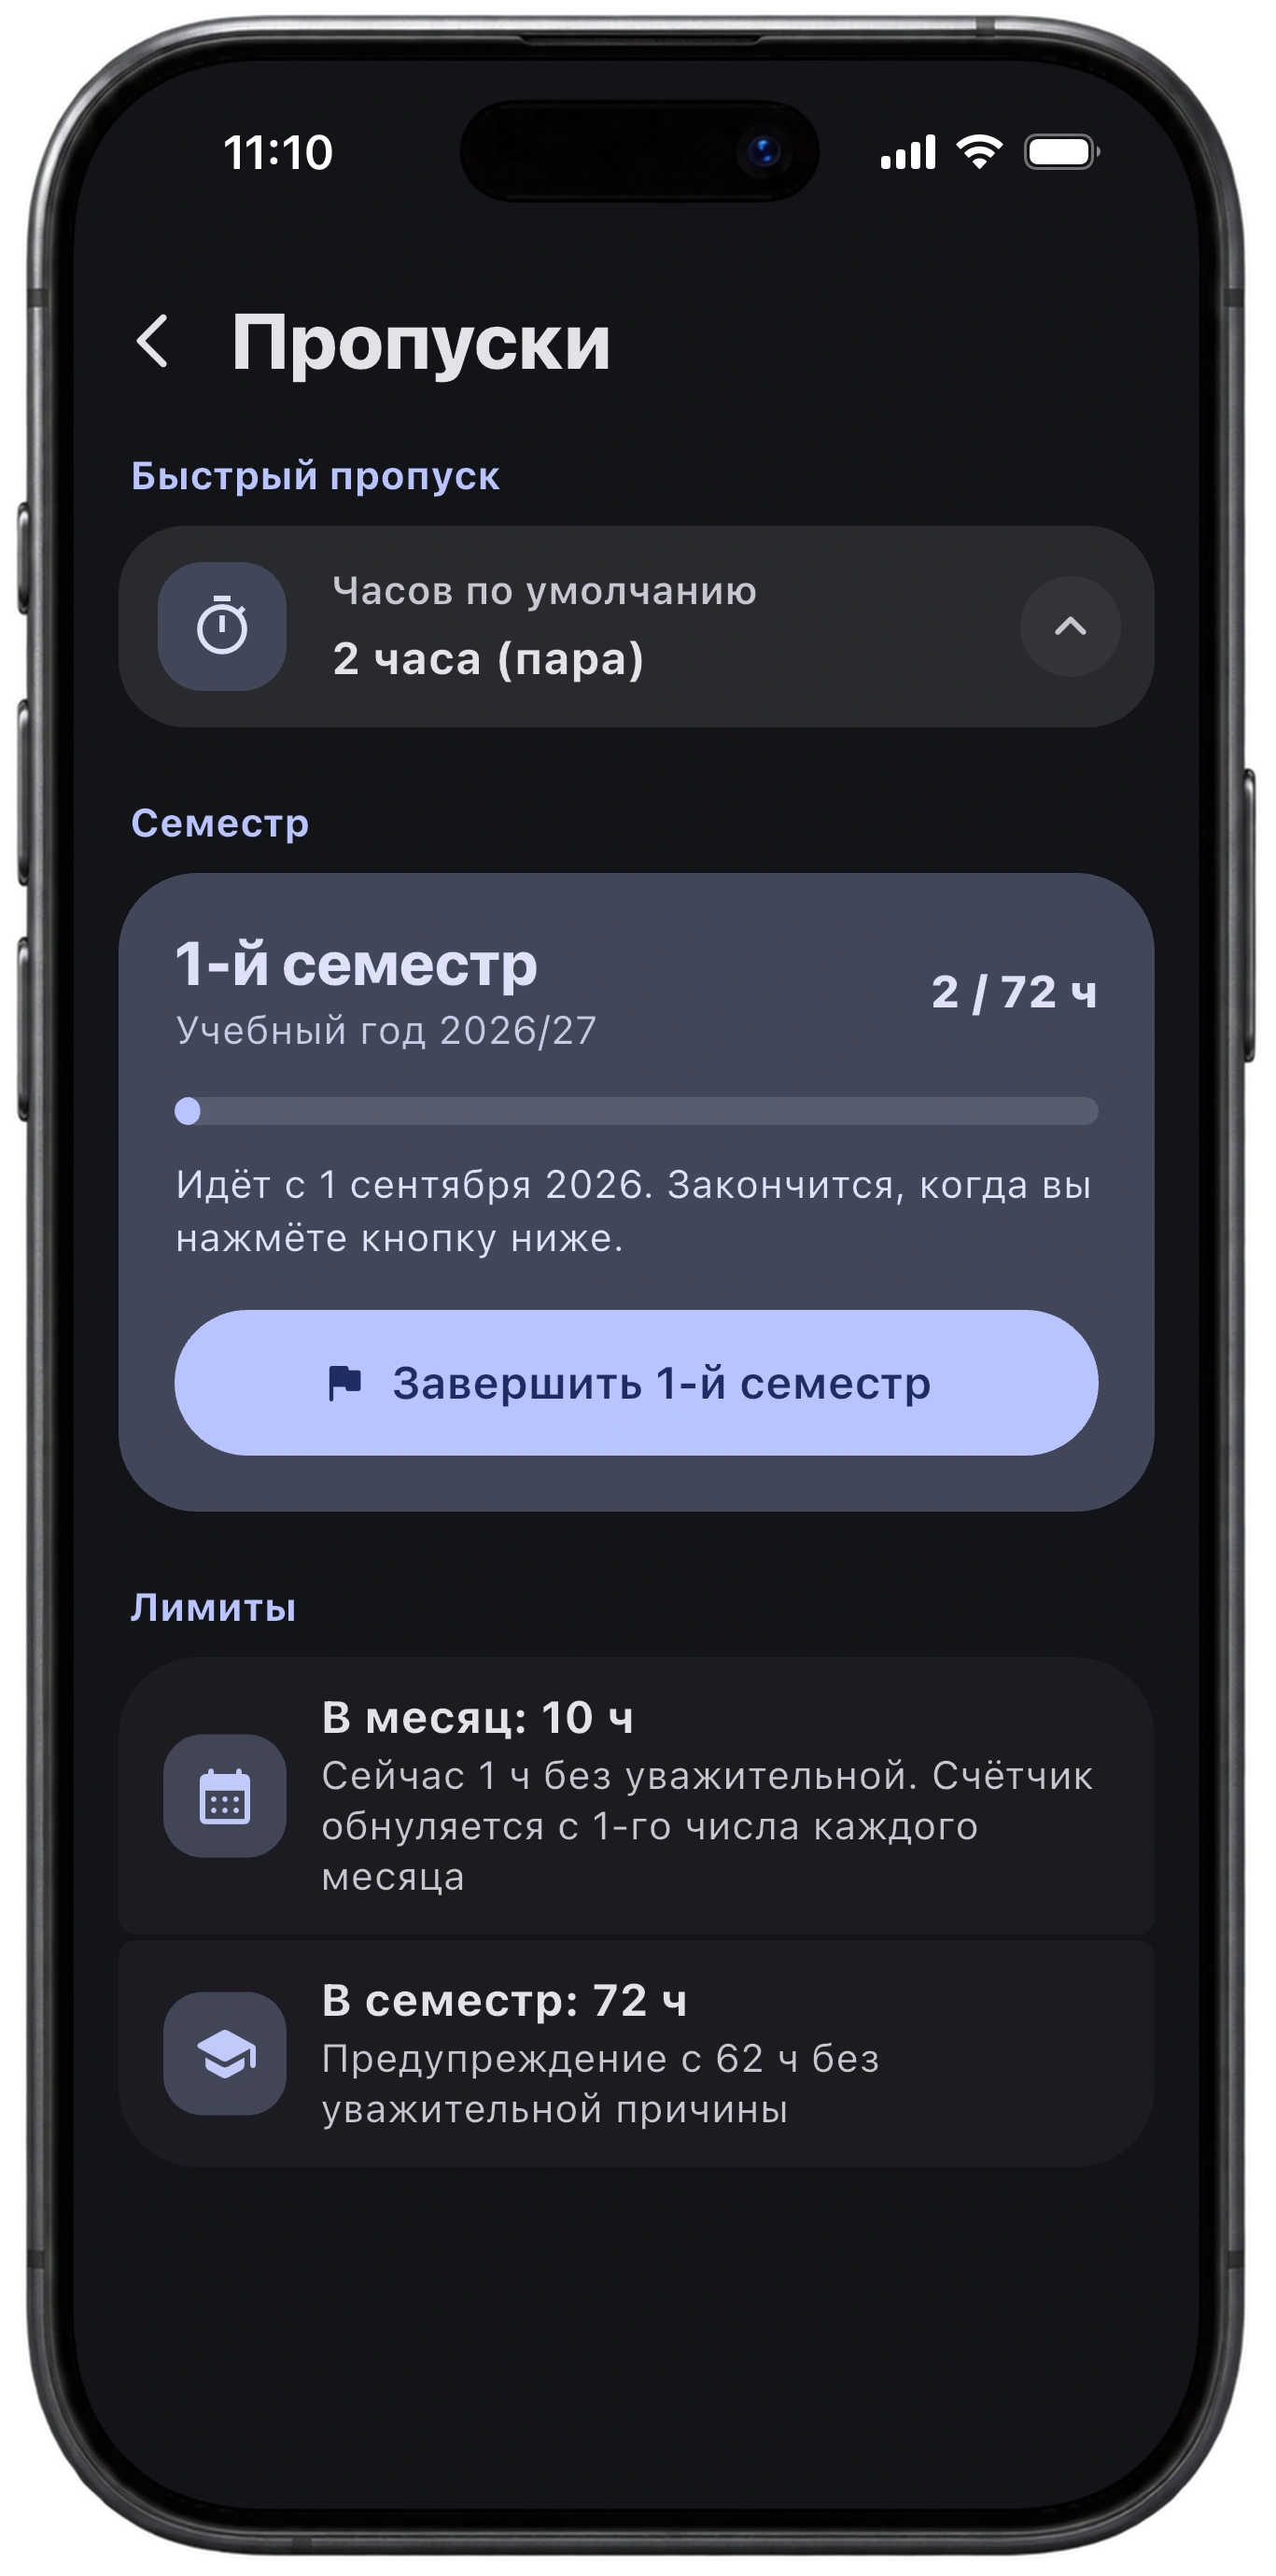 11:10
Пропуски
Быстрый пропуск
Часов по умолчанию
2 часа (пара)
Семестр
1-й семестр
2 / 72 ч
Учебный год 2026/27
Идёт с 1 сентября 2026. Закончится, когда вы
нажмёте кнопку ниже.
Завершить 1-й семестр
Лимиты
В месяц: 10 ч
Сейчас 1 ч без уважительной. Счётчик
обнуляется с 1-го числа каждого
месяца
В семестр: 72 ч
Предупреждение с 62 ч без
уважительной причины